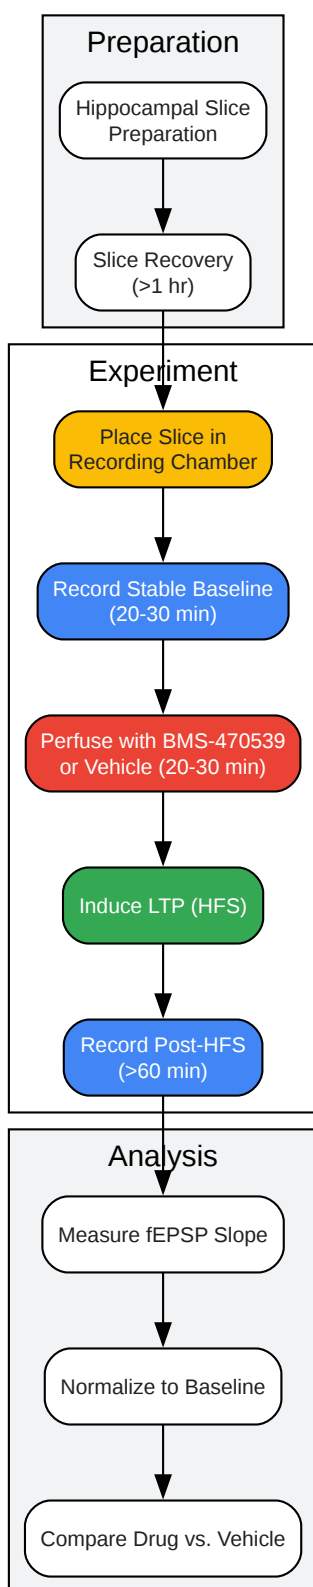 Preparation
Hippocampal Slice
Preparation
Slice Recovery
(>1 hr)
Experiment
Place Slice in
Recording Chamber
Record Stable Baseline
(20-30 min)
Perfuse with BMS-470539
or Vehicle (20-30 min)
Induce LTP (HFS)
Record Post-HFS
(>60 min)
Analysis
Measure fEPSP Slope
Normalize to Baseline
Compare Drug vs. Vehicle